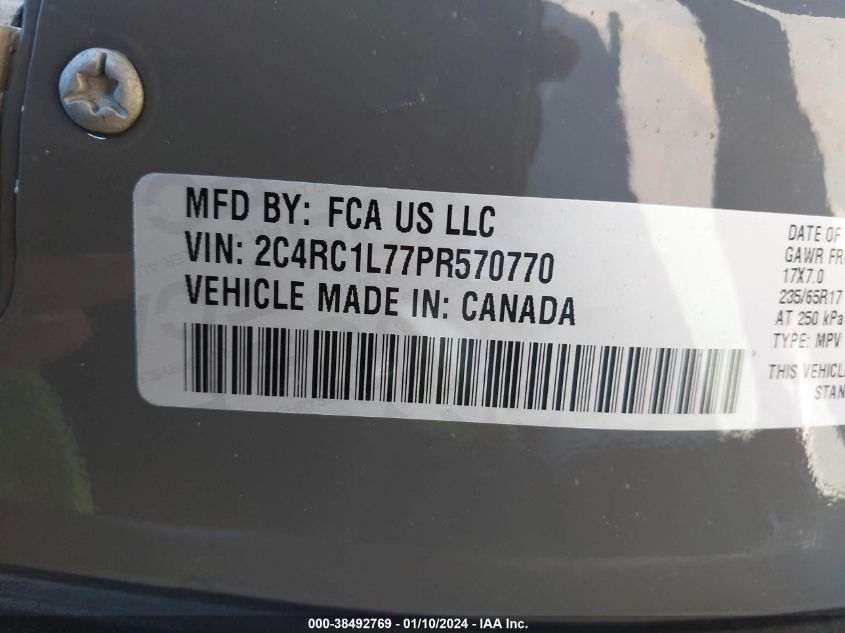 MFD BY: FCA US LLC
VIN: 2C4RC1L77PR570770
VEHICLE MADE IN: CANADA
DATE OF
GAWR FR
17X7.0
235/65R17
AT 250 kPa
TYPE: MPV
THIS VEHICL
STAN
000-38492769 - 01/10/2024 - IAA Inc.